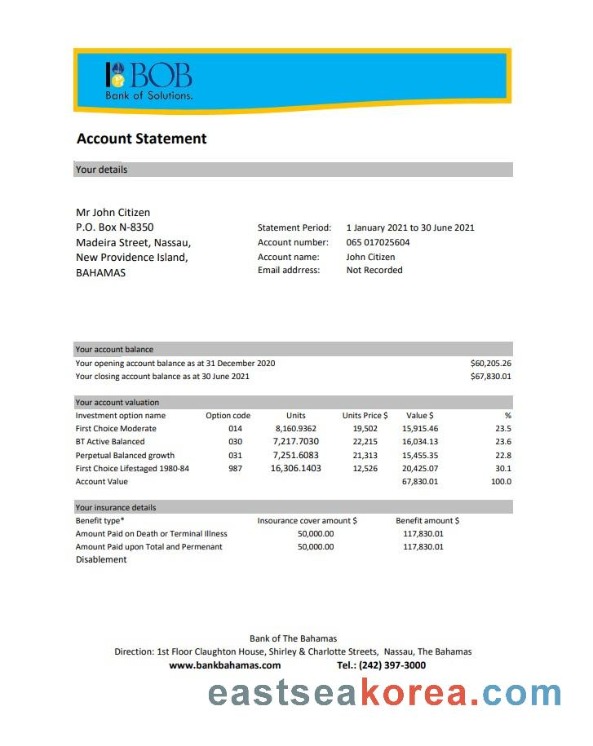 BOB
Bank of Solutions.
Account Statement
Your details
Mr John Citizen
P.O. Box N-8350
Madeira Street, Nassau,
New Providence Island,
BAHAMAS
Statement Period: 1 January 2021 to 30 June 2021
Account number: 065 017025604
Account name: John Citizen
Email addrress: Not Recorded
Your account balance
Your opening account balance as at 31 December 2020 $60,205.26
Your closing account balance as at 30 June 2021 $67,830.01
Your account valuation
Investment option name Option code Units Units Price $ Value $ %
First Choice Moderate 014 8,160.9362 19,502 15,915.46 23.5
BT Active Balanced 030 7,217.7030 22,215 16,034.13 23.6
Perpetual Balanced growth 031 7,251.6083 21,313 15,455.35 22.8
First Choice Lifestaged 1980-84 987 16,306.1403 12,526 20,425.07 30.1
Account Value 67,830.01 100.0
Your insurance details
Benefit type* Insourance cover amount $ Benefit amount $
Amount Paid on Death or Terminal Illness 50,000.00 117,830.01
Amount Paid upon Total and Permenant 50,000.00 117,830.01
Disablement
Bank of The Bahamas
Direction: 1st Floor Claughton House, Shirley & Charlotte Streets, Nassau, The Bahamas
www.bankbahamas.com Tel.: (242) 397-3000
eastseakorea.com